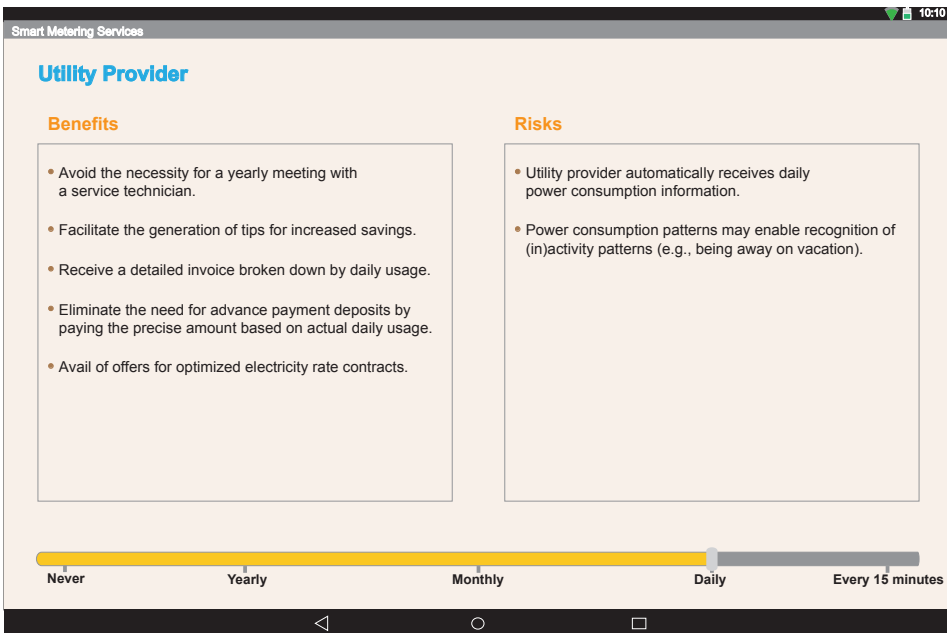 10:10
Smart Metering Services
Utility Provider
Benefits
• Avoid the necessity for a yearly meeting with
a service technician.
• Facilitate the generation of tips for increased savings.
• Receive a detailed invoice broken down by daily usage.
• Eliminate the need for advance payment deposits by
paying the precise amount based on actual daily usage.
• Avail of offers for optimized electricity rate contracts.
Risks
• Utility provider automatically receives daily
power consumption information.
• Power consumption patterns may enable recognition of
(in)activity patterns (e.g., being away on vacation).
Never
Yearly
Monthly
Daily
Every 15 minutes